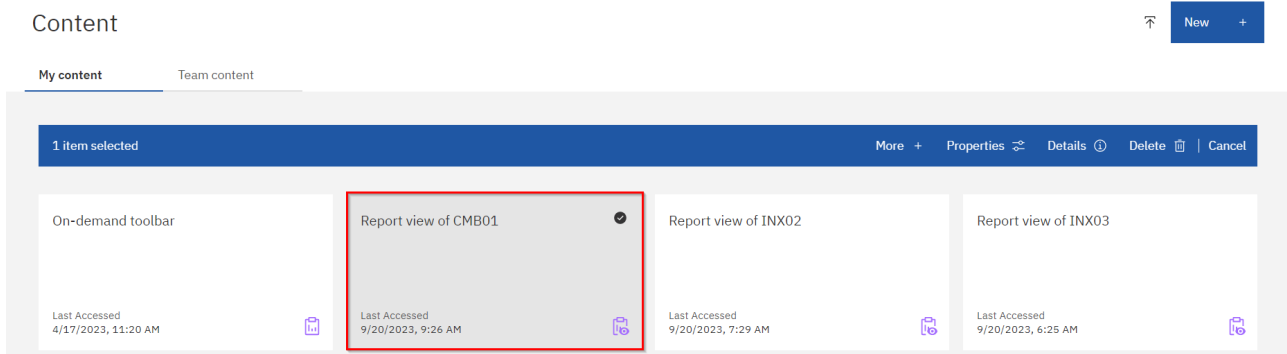 Content
New +
My content
Team content
1 item selected
More +
Properties
Details
Delete
Cancel
On-demand toolbar
Last Accessed
4/17/2023, 11:20 AM
Report view of CMB01
Last Accessed
9/20/2023, 9:26 AM
Report view of INX02
Last Accessed
9/20/2023, 7:29 AM
Report view of INX03
Last Accessed
9/20/2023, 6:25 AM